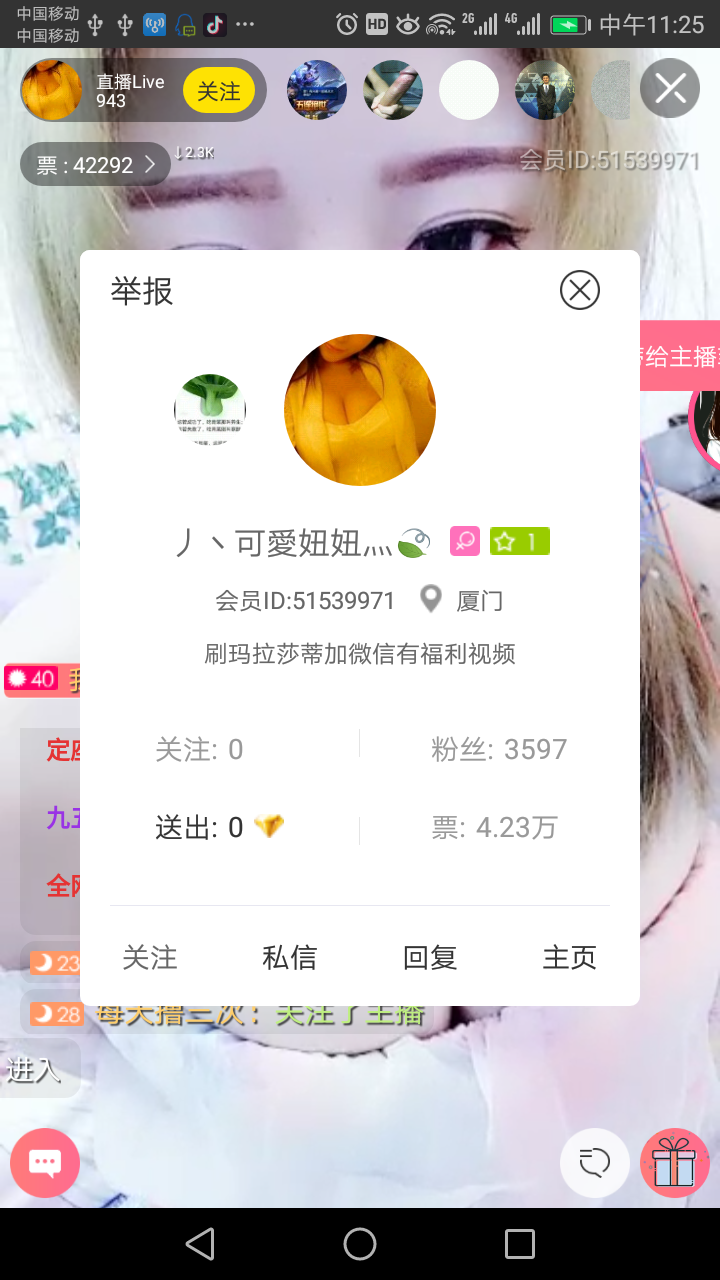 中国移动
中国移动
HD
2G
4G
中午11:25
直播Live
943
关注
票 : 42292
↓2.3K
会员ID:51539971
举报
给主播
丿丶可愛妞妞灬
1
会员ID:51539971 厦门
刷玛拉莎蒂加微信有福利视频
关注: 0
粉丝: 3597
送出: 0
票: 4.23万
关注
私信
回复
主页
40
定座
九五
全网
23
28
每天撸三次：关注了主播
进入